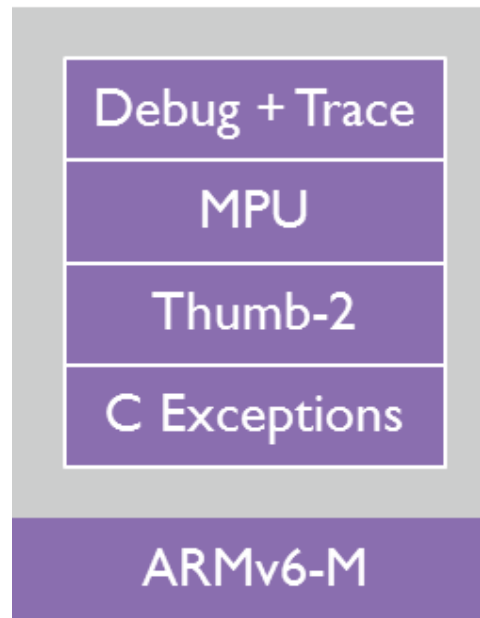 Debug + Trace
MPU
Thumb-2
C Exceptions
ARMv6-M